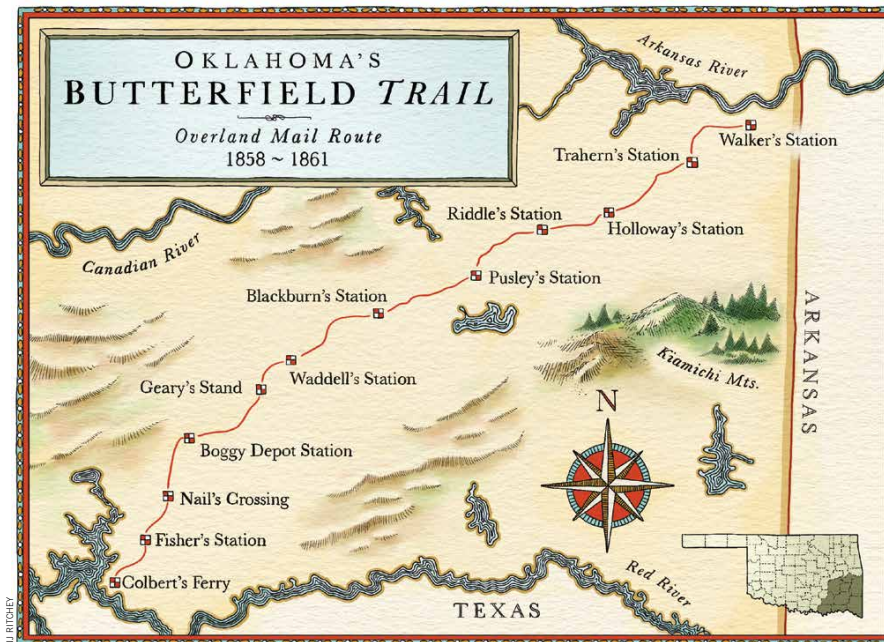 OKLAHOMA'S
BUTTERFIELD TRAIL
Overland Mail Route
1858 ~ 1861
Arkansas River
Walker's Station
Trahern's Station
Riddle's Station
Holloway's Station
Canadian River
Pusley's Station
Blackburn's Station
ARKANSAS
Kiamichi Mts.
Waddell's Station
Geary's Stand
N
Boggy Depot Station
Nail's Crossing
Fisher's Station
Colbert's Ferry
Red River
TEXAS
JJ RITCHEY